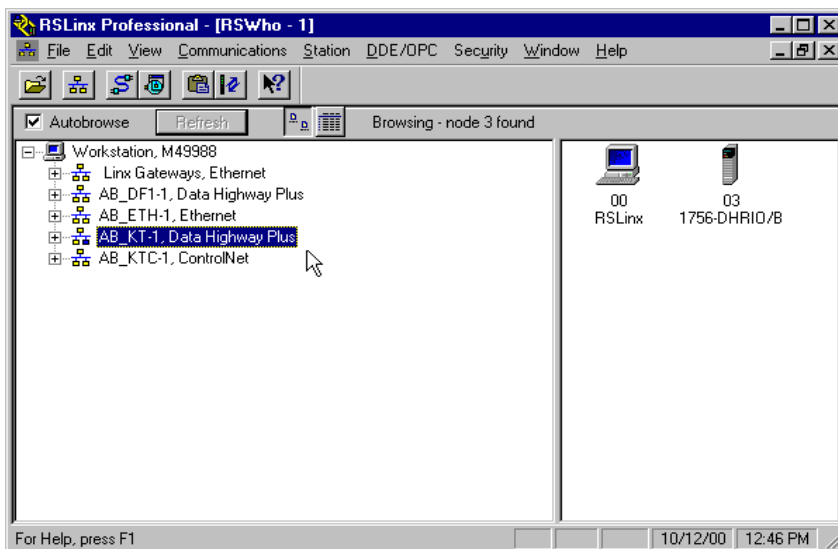 RSLinx Professional - [RSWho - 1]
File Edit View Communications Station DDE/OPC Security Window Help
Autobrowse Refresh Browsing - node 3 found
Workstation, M49988
Linx Gateways, Ethernet
AB_DF1-1, Data Highway Plus
AB_ETH-1, Ethernet
AB_KT-1, Data Highway Plus
AB_KTC-1, ControlNet
00 03
RSLinx 1756-DHRIO/B
For Help, press F1 10/12/00 12:46 PM